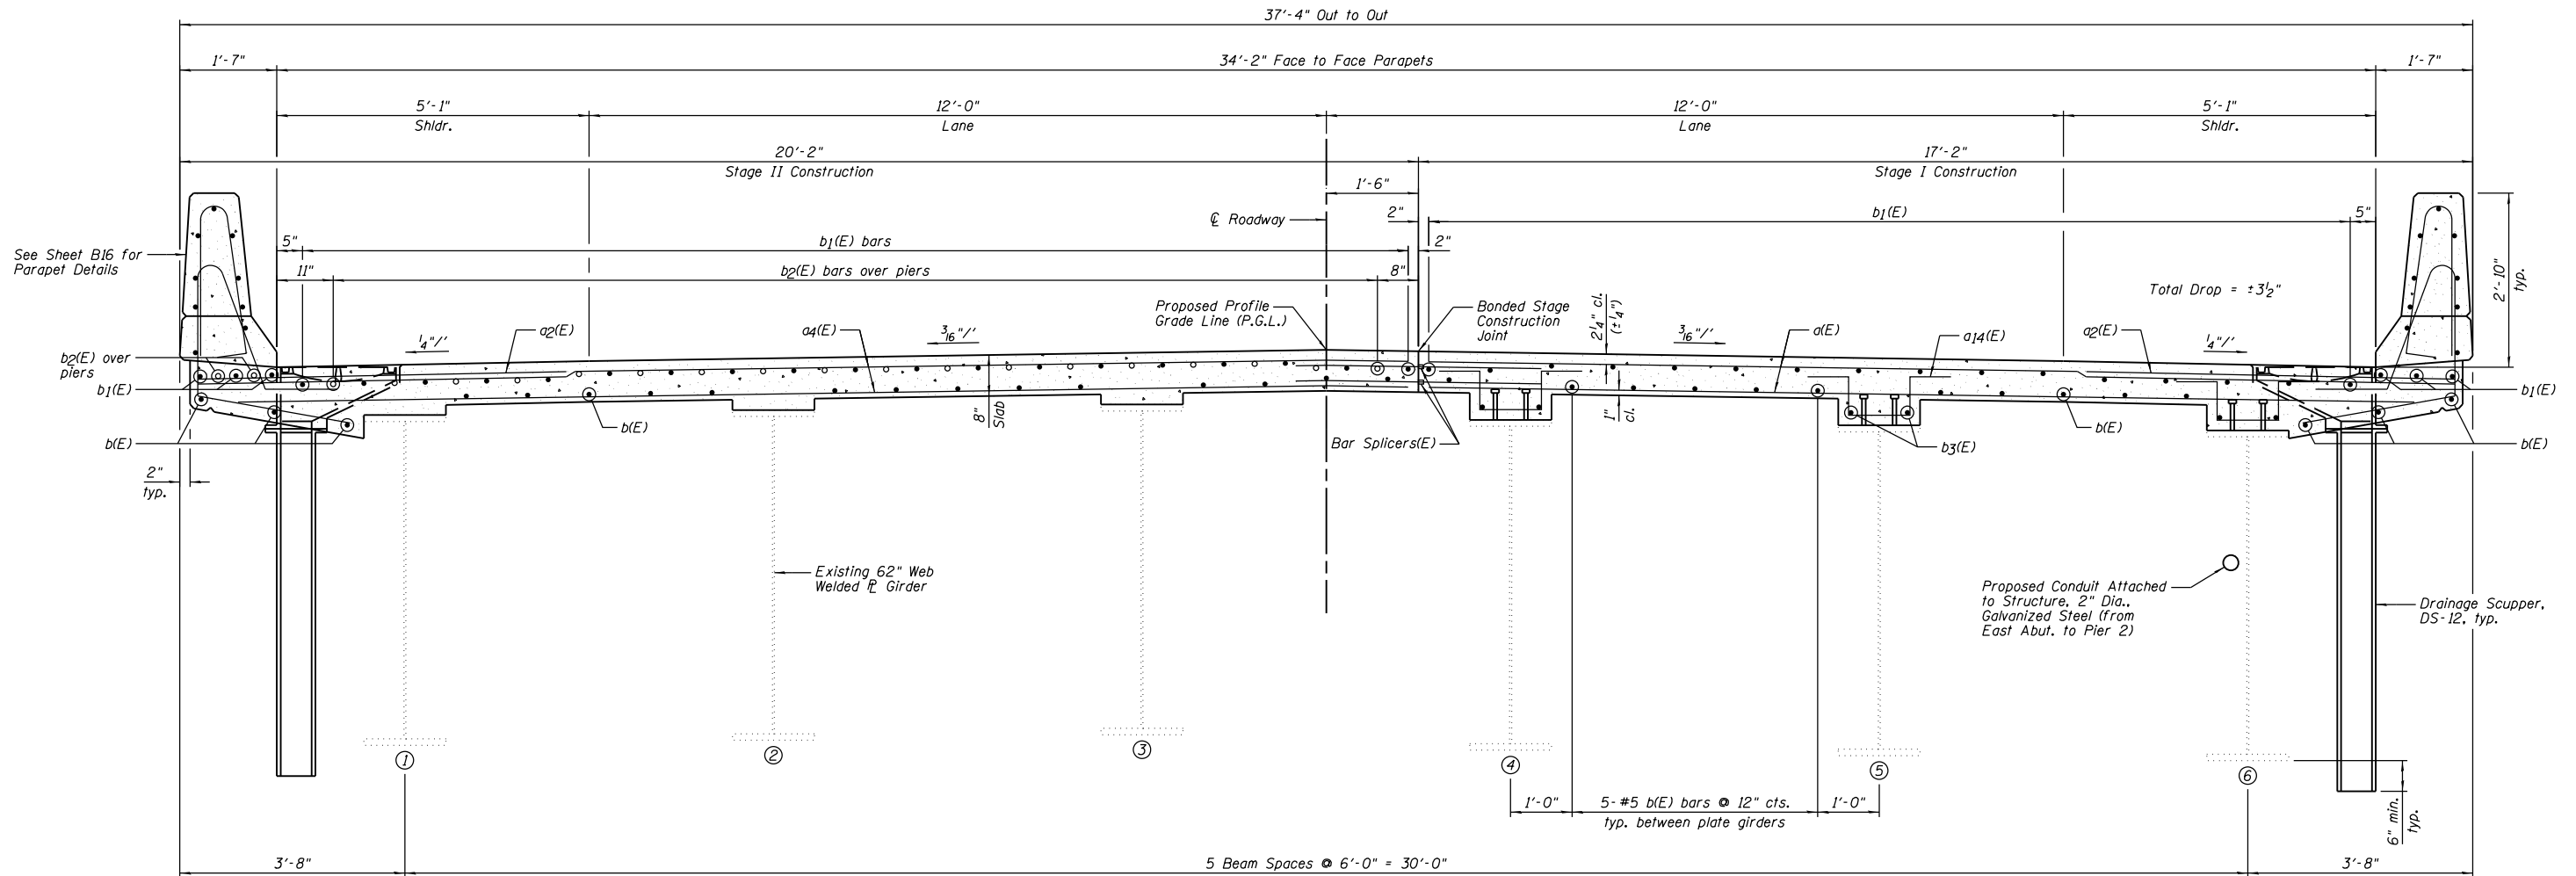 37'-4" Out to Out
1'-7"
34'-2" Face to Face Parapets
1'-7"
5'-1"
Shldr.
12'-0"
Lane
12'-0"
Lane
5'-1"
Shldr.
20'-2"
Stage II Construction
17'-2"
Stage I Construction
1'-6"
℄ Roadway
2"
b1(E)
5"
5"
b1(E) bars
2"
See Sheet B16 for
Parapet Details
11"
b2(E) bars over piers
8"
2'-10"
typ.
Total Drop = ±3½"
Proposed Profile
Grade Line (P.G.L.)
Bonded Stage
Construction
Joint
2¼" cl.
(±¼")
¼"/'
a2(E)
a4(E)
3/16"/'
3/16"/'
a(E)
a14(E)
a2(E)
¼"/'
b2(E) over
piers
b1(E)
b1(E)
b(E)
b(E)
8"
Slab
1"
cl.
Bar Splicers(E)
b3(E)
b(E)
b(E)
2"
typ.
Existing 62" Web
Welded ⅊ Girder
Proposed Conduit Attached
to Structure, 2" Dia.,
Galvanized Steel (from
East Abut. to Pier 2)
Drainage Scupper,
DS-12, typ.
1
2
3
4
5
6
1'-0"
5-#5 b(E) bars @ 12" cts.
typ. between plate girders
1'-0"
6" min.
typ.
3'-8"
5 Beam Spaces @ 6'-0" = 30'-0"
3'-8"